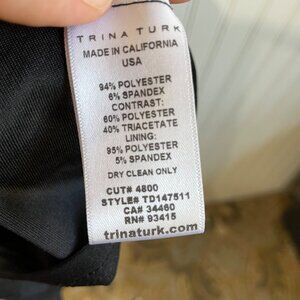 TRINA TURK
MADE IN CALIFORNIA
USA
94% POLYESTER
6% SPANDEX
CONTRAST:
60% POLYESTER
40% TRIACETATE
LINING:
95% POLYESTER
5% SPANDEX
DRY CLEAN ONLY
CUT# 4800
STYLE# TD147511
CA# 34460
RN# 93415
trinaturk.com